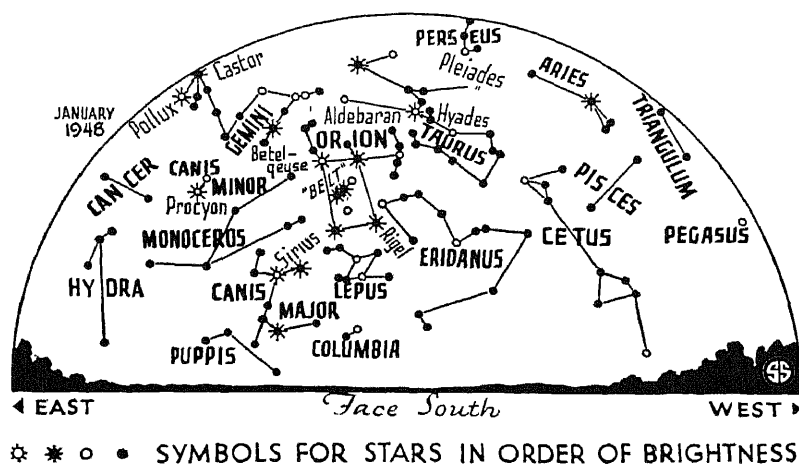 PERSEUS
Castor
Pleiades
ARIES
Pollux
JANUARY
1948
GEMINI
Aldebaran
Hyades
TRIANGULUM
ORION
TAURUS
Betel-
geuse
CANCER
CANIS
MINOR
"BELT"
PISCES
Procyon
MONOCEROS
Sirius
Rigel
ERIDANUS
CETUS
PEGASUS
HYDRA
CANIS
MAJOR
LEPUS
PUPPIS
COLUMBIA
SS
EAST
Face South
WEST
SYMBOLS FOR STARS IN ORDER OF BRIGHTNESS